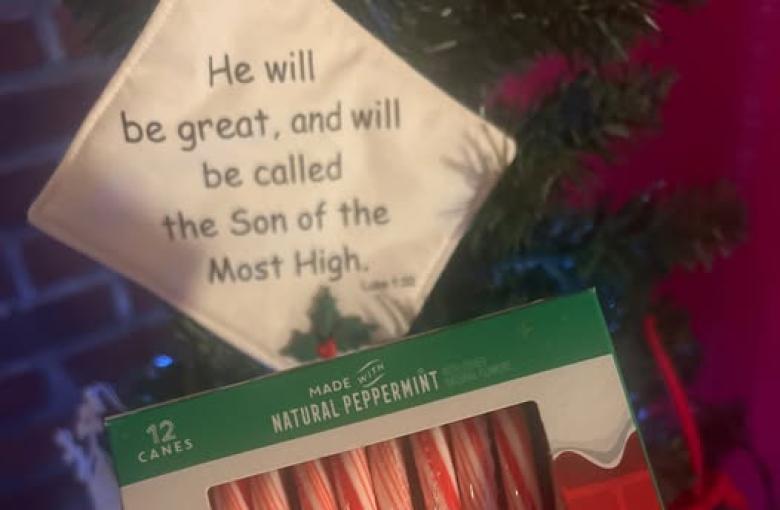 He will
be great, and will
be called
the Son of the
Most High.
MADE WITH
NATURAL PEPPERMINT
12
CANES